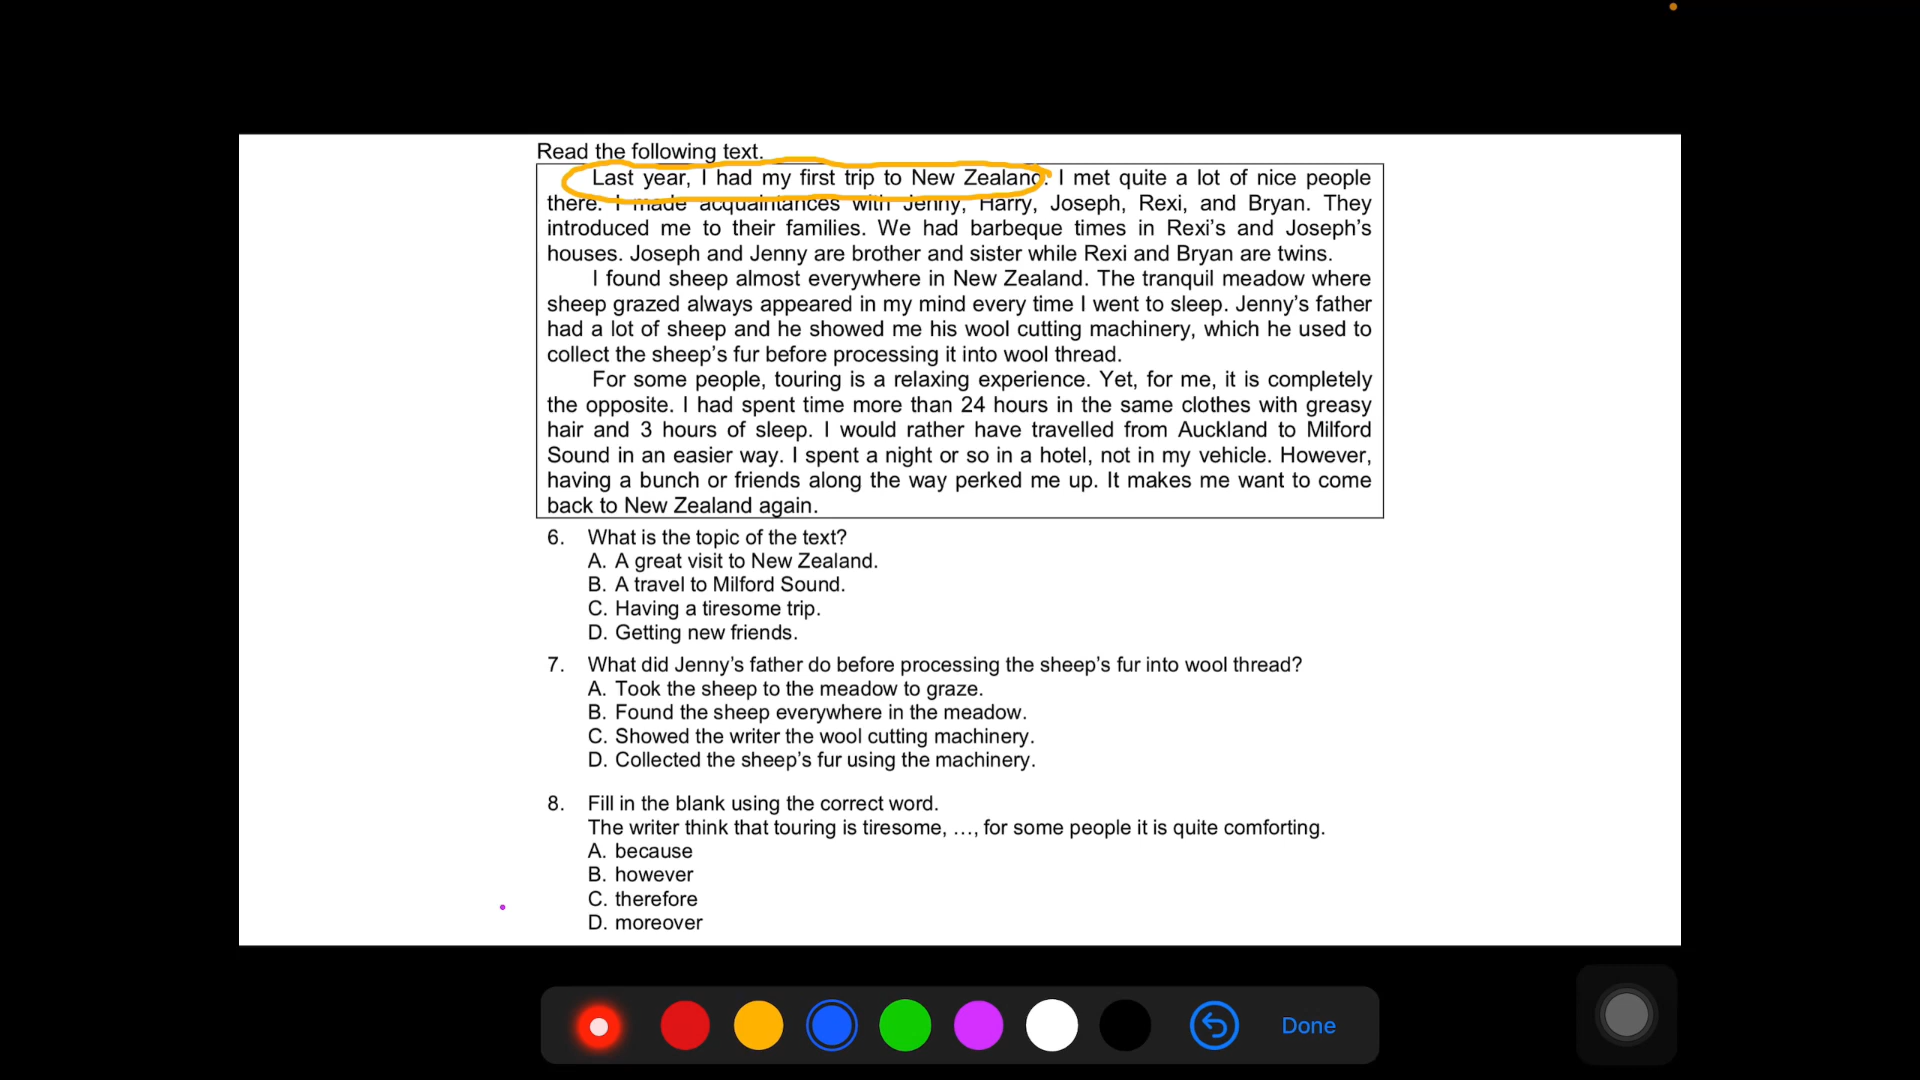 Read the following text.
Last year, I had my first trip to New Zealand. I met quite a lot of nice people
there. I made acquaintances with Jenny, Harry, Joseph, Rexi, and Bryan. They
introduced me to their families. We had barbeque times in Rexi’s and Joseph’s
houses. Joseph and Jenny are brother and sister while Rexi and Bryan are twins.
I found sheep almost everywhere in New Zealand. The tranquil meadow where
sheep grazed always appeared in my mind every time I went to sleep. Jenny’s father
had a lot of sheep and he showed me his wool cutting machinery, which he used to
collect the sheep’s fur before processing it into wool thread.
For some people, touring is a relaxing experience. Yet, for me, it is completely
the opposite. I had spent time more than 24 hours in the same clothes with greasy
hair and 3 hours of sleep. I would rather have travelled from Auckland to Milford
Sound in an easier way. I spent a night or so in a hotel, not in my vehicle. However,
having a bunch or friends along the way perked me up. It makes me want to come
back to New Zealand again.
6. What is the topic of the text?
A. A great visit to New Zealand.
B. A travel to Milford Sound.
C. Having a tiresome trip.
D. Getting new friends.
7. What did Jenny’s father do before processing the sheep’s fur into wool thread?
A. Took the sheep to the meadow to graze.
B. Found the sheep everywhere in the meadow.
C. Showed the writer the wool cutting machinery.
D. Collected the sheep’s fur using the machinery.
8. Fill in the blank using the correct word.
The writer think that touring is tiresome, …, for some people it is quite comforting.
A. because
B. however
C. therefore
D. moreover
Done